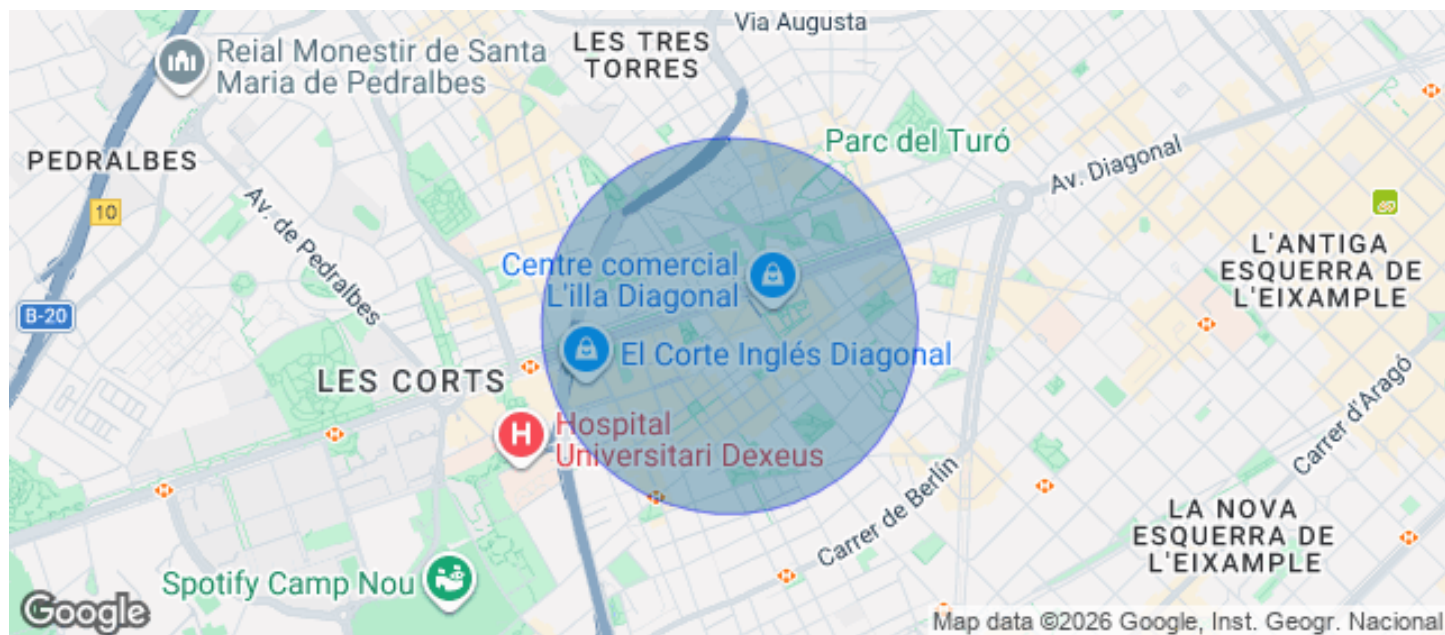 Via Augusta
LES TRES
TORRES
Reial Monestir de Santa
Maria de Pedralbes
Parc del Turó
PEDRALBES
Av. Diagonal
10
Av. de Pedralbes
L'ANTIGA
ESQUERRA DE
L'EIXAMPLE
Centre comercial
L'illa Diagonal
B-20
El Corte Inglés Diagonal
LES CORTS
Hospital
Universitari Dexeus
H
Carrer d'Aragó
Carrer de Berlín
LA NOVA
ESQUERRA DE
L'EIXAMPLE
Spotify Camp Nou
Google
Map data ©2026 Google, Inst. Geogr. Nacional